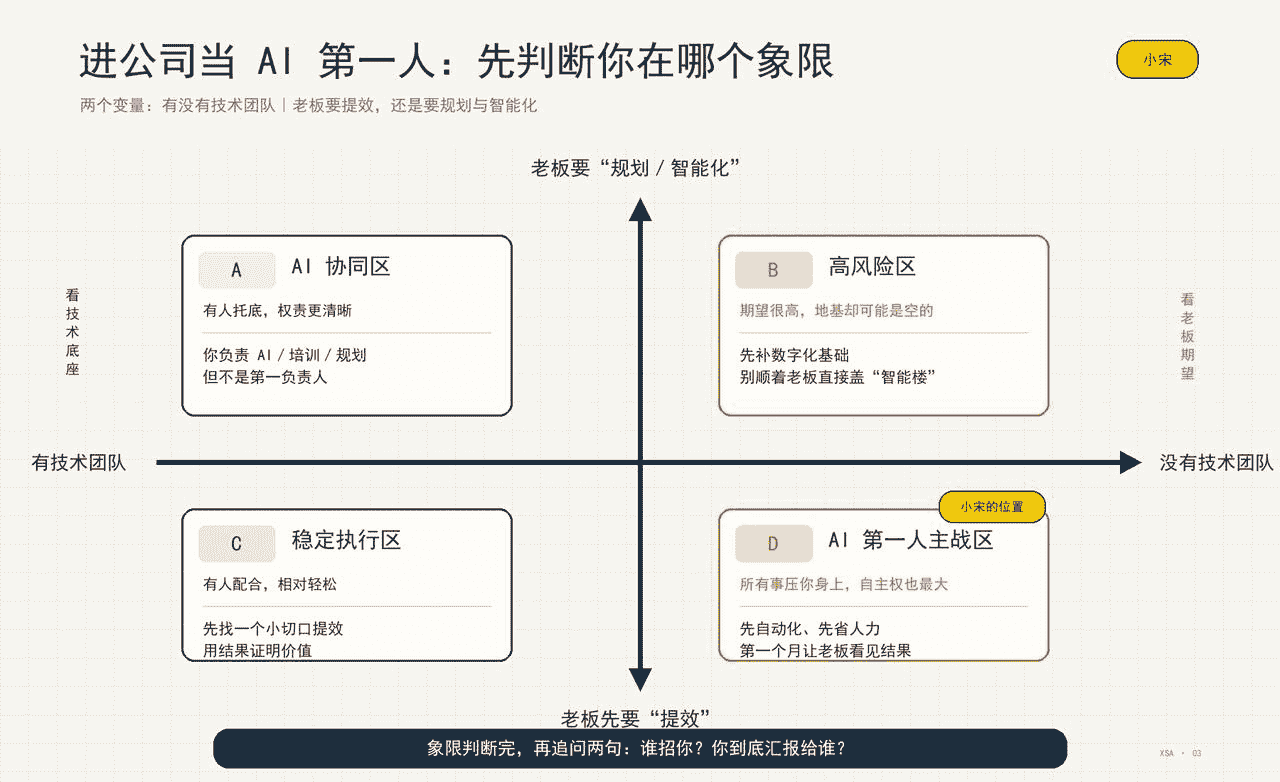 进公司当 AI 第一人：先判断你在哪个象限
小宋
两个变量：有没有技术团队｜老板要提效，还是要规划与智能化
老板要“规划 / 智能化”
看技术底座
A
AI 协同区
有人托底，权责更清晰
你负责 AI / 培训 / 规划
但不是第一负责人
B
高风险区
期望很高，地基却可能是空的
先补数字化基础
别顺着老板直接盖“智能楼”
看老板期望
有技术团队
没有技术团队
C
稳定执行区
有人配合，相对轻松
先找一个小切口提效
用结果证明价值
小宋的位置
D
AI 第一人主战区
所有事压你身上，自主权也最大
先自动化、先省人力
第一个月让老板看见结果
老板先要“提效”
象限判断完，再追问两句：谁招你？你到底汇报给谁？
XSA · 03